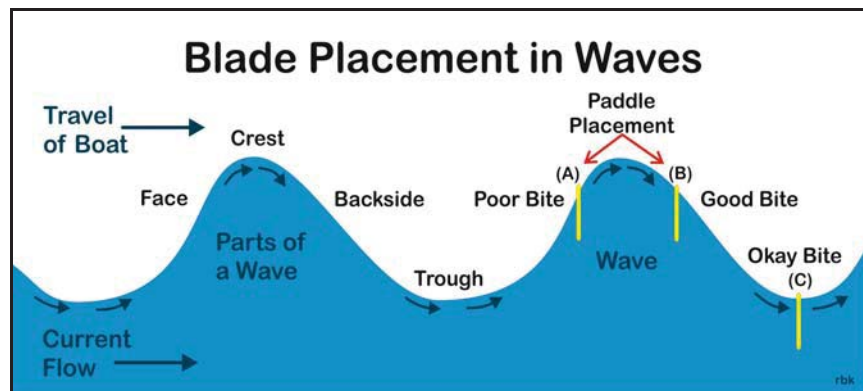 Blade Placement in Waves
Travel
of Boat
Crest
Paddle
Placement
(A)
(B)
Face
Backside
Poor Bite
Good Bite
Parts of
a Wave
Trough
Wave
Okay Bite
(C)
Current
Flow
rbk